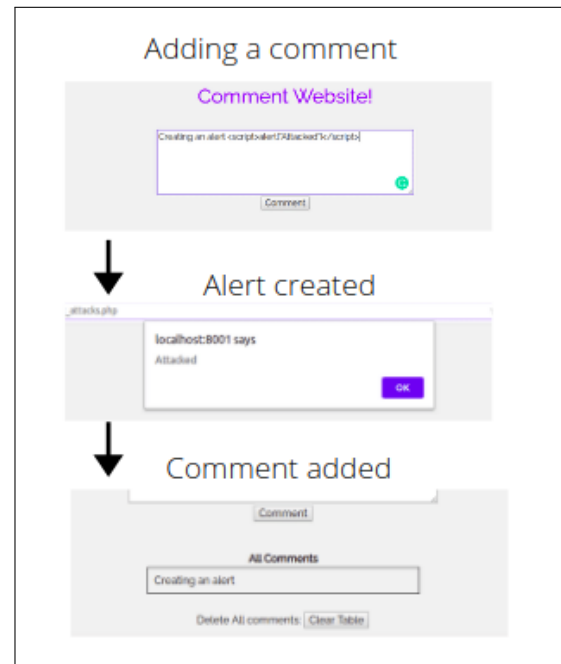 Adding a comment
Comment Website!
Creating an alert <script>alert("Attacked")</script>
Comment
Alert created
_attacks.php
localhost:8001 says
Attacked
OK
Comment added
Comment
All Comments
Creating an alert
Delete All comments: Clear Table